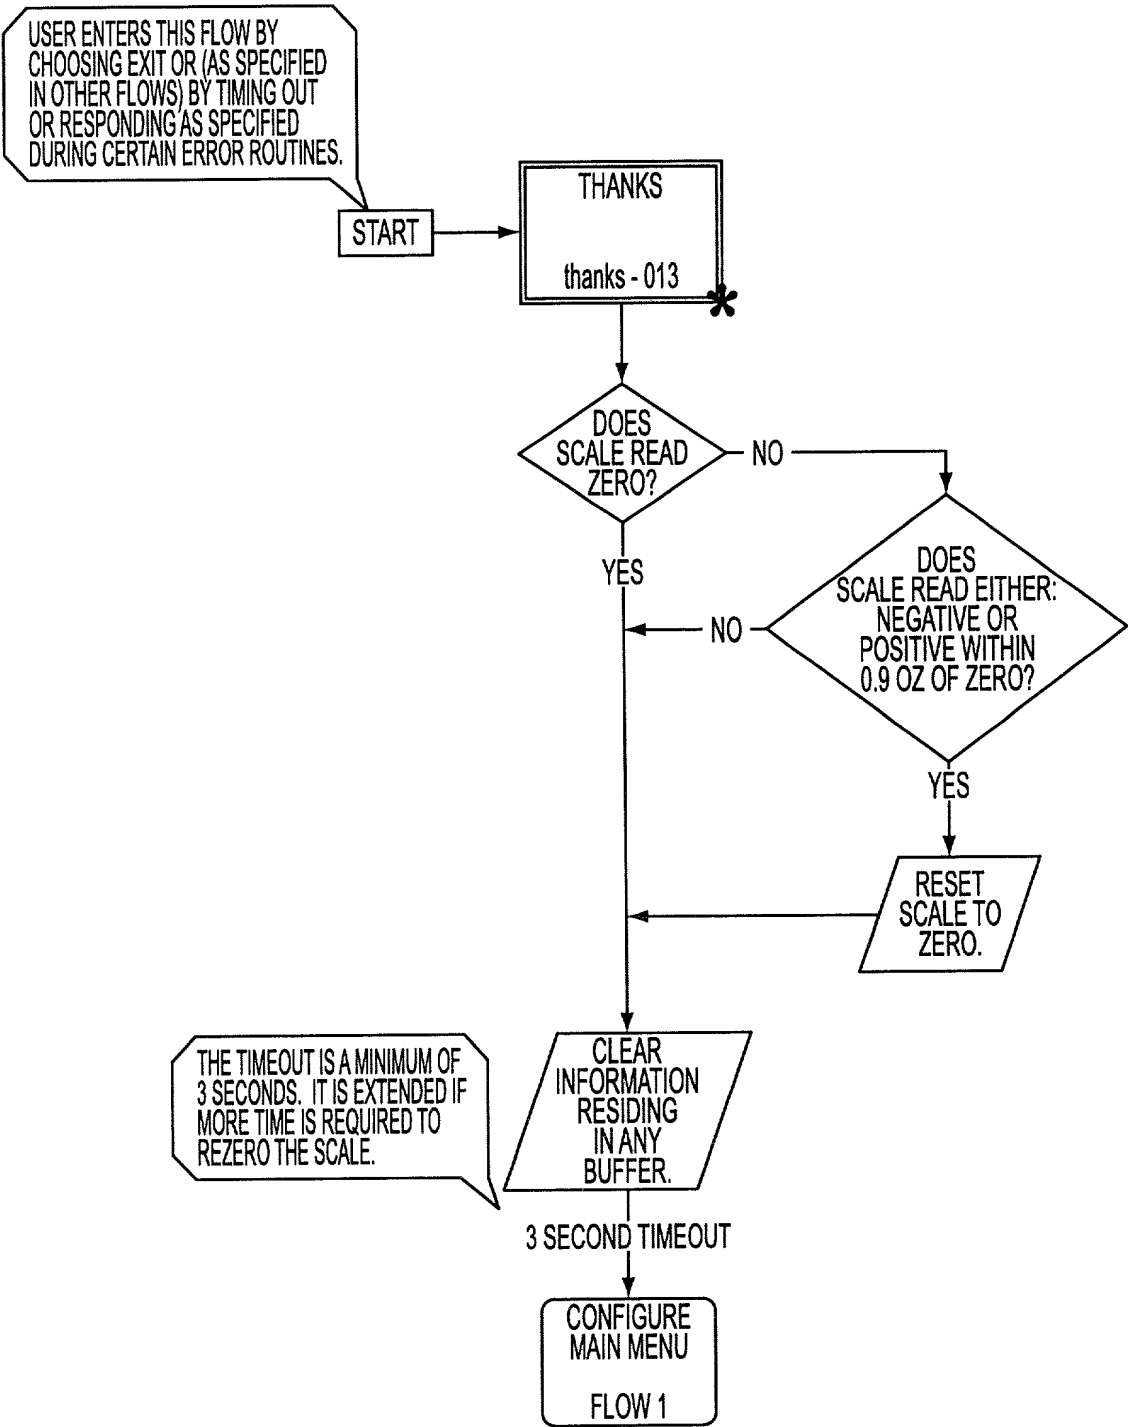 USER ENTERS THIS FLOW BY
CHOOSING EXIT OR (AS SPECIFIED
IN OTHER FLOWS) BY TIMING OUT
OR RESPONDING AS SPECIFIED
DURING CERTAIN ERROR ROUTINES.
START
THANKS
thanks - 013
*
DOES
SCALE READ
ZERO?
NO
YES
DOES
SCALE READ EITHER:
NEGATIVE OR
POSITIVE WITHIN
0.9 OZ OF ZERO?
NO
YES
RESET
SCALE TO
ZERO.
THE TIMEOUT IS A MINIMUM OF
3 SECONDS. IT IS EXTENDED IF
MORE TIME IS REQUIRED TO
REZERO THE SCALE.
CLEAR
INFORMATION
RESIDING
IN ANY
BUFFER.
3 SECOND TIMEOUT
CONFIGURE
MAIN MENU
FLOW 1